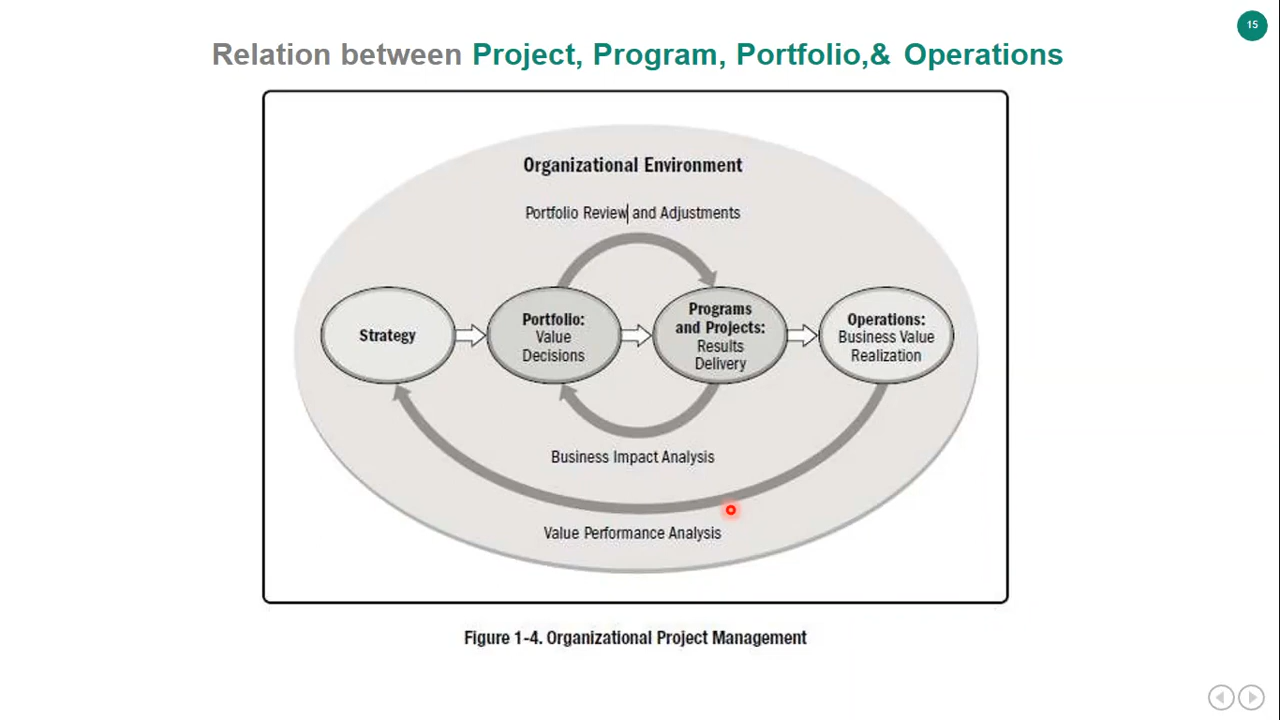 15
Relation between Project, Program, Portfolio,& Operations
Organizational Environment
Portfolio Review and Adjustments
Strategy
Portfolio:
Value
Decisions
Programs
and Projects:
Results
Delivery
Operations:
Business Value
Realization
Business Impact Analysis
Value Performance Analysis
Figure 1-4. Organizational Project Management